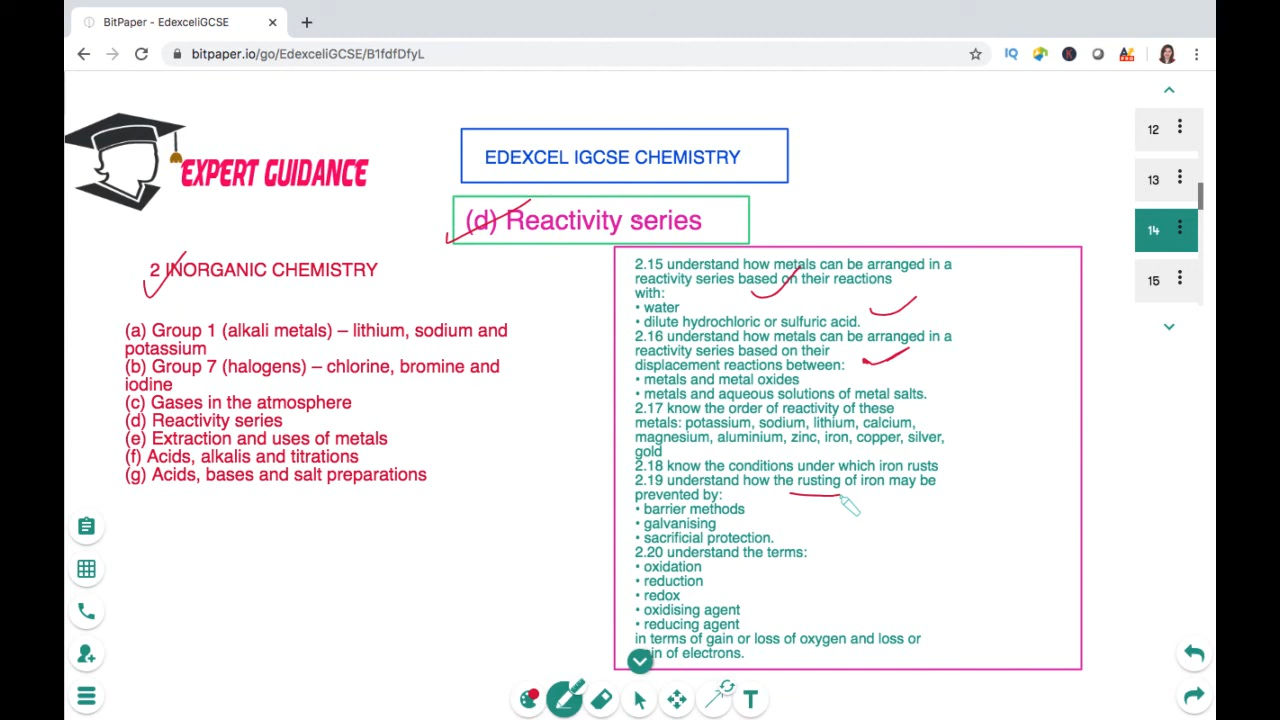 BitPaper - EdexceliGCSE
bitpaper.io/go/EdexceliGCSE/B1fdfDfyL
IQ
EXPERT GUIDANCE
EDEXCEL IGCSE CHEMISTRY
(d) Reactivity series
2 INORGANIC CHEMISTRY
(a) Group 1 (alkali metals) – lithium, sodium and
potassium
(b) Group 7 (halogens) – chlorine, bromine and
iodine
(c) Gases in the atmosphere
(d) Reactivity series
(e) Extraction and uses of metals
(f) Acids, alkalis and titrations
(g) Acids, bases and salt preparations
2.15 understand how metals can be arranged in a
reactivity series based on their reactions
with:
• water
• dilute hydrochloric or sulfuric acid.
2.16 understand how metals can be arranged in a
reactivity series based on their
displacement reactions between:
• metals and metal oxides
• metals and aqueous solutions of metal salts.
2.17 know the order of reactivity of these
metals: potassium, sodium, lithium, calcium,
magnesium, aluminium, zinc, iron, copper, silver,
gold
2.18 know the conditions under which iron rusts
2.19 understand how the rusting of iron may be
prevented by:
• barrier methods
• galvanising
• sacrificial protection.
2.20 understand the terms:
• oxidation
• reduction
• redox
• oxidising agent
• reducing agent
in terms of gain or loss of oxygen and loss or
of electrons.
12
13
14
15
T